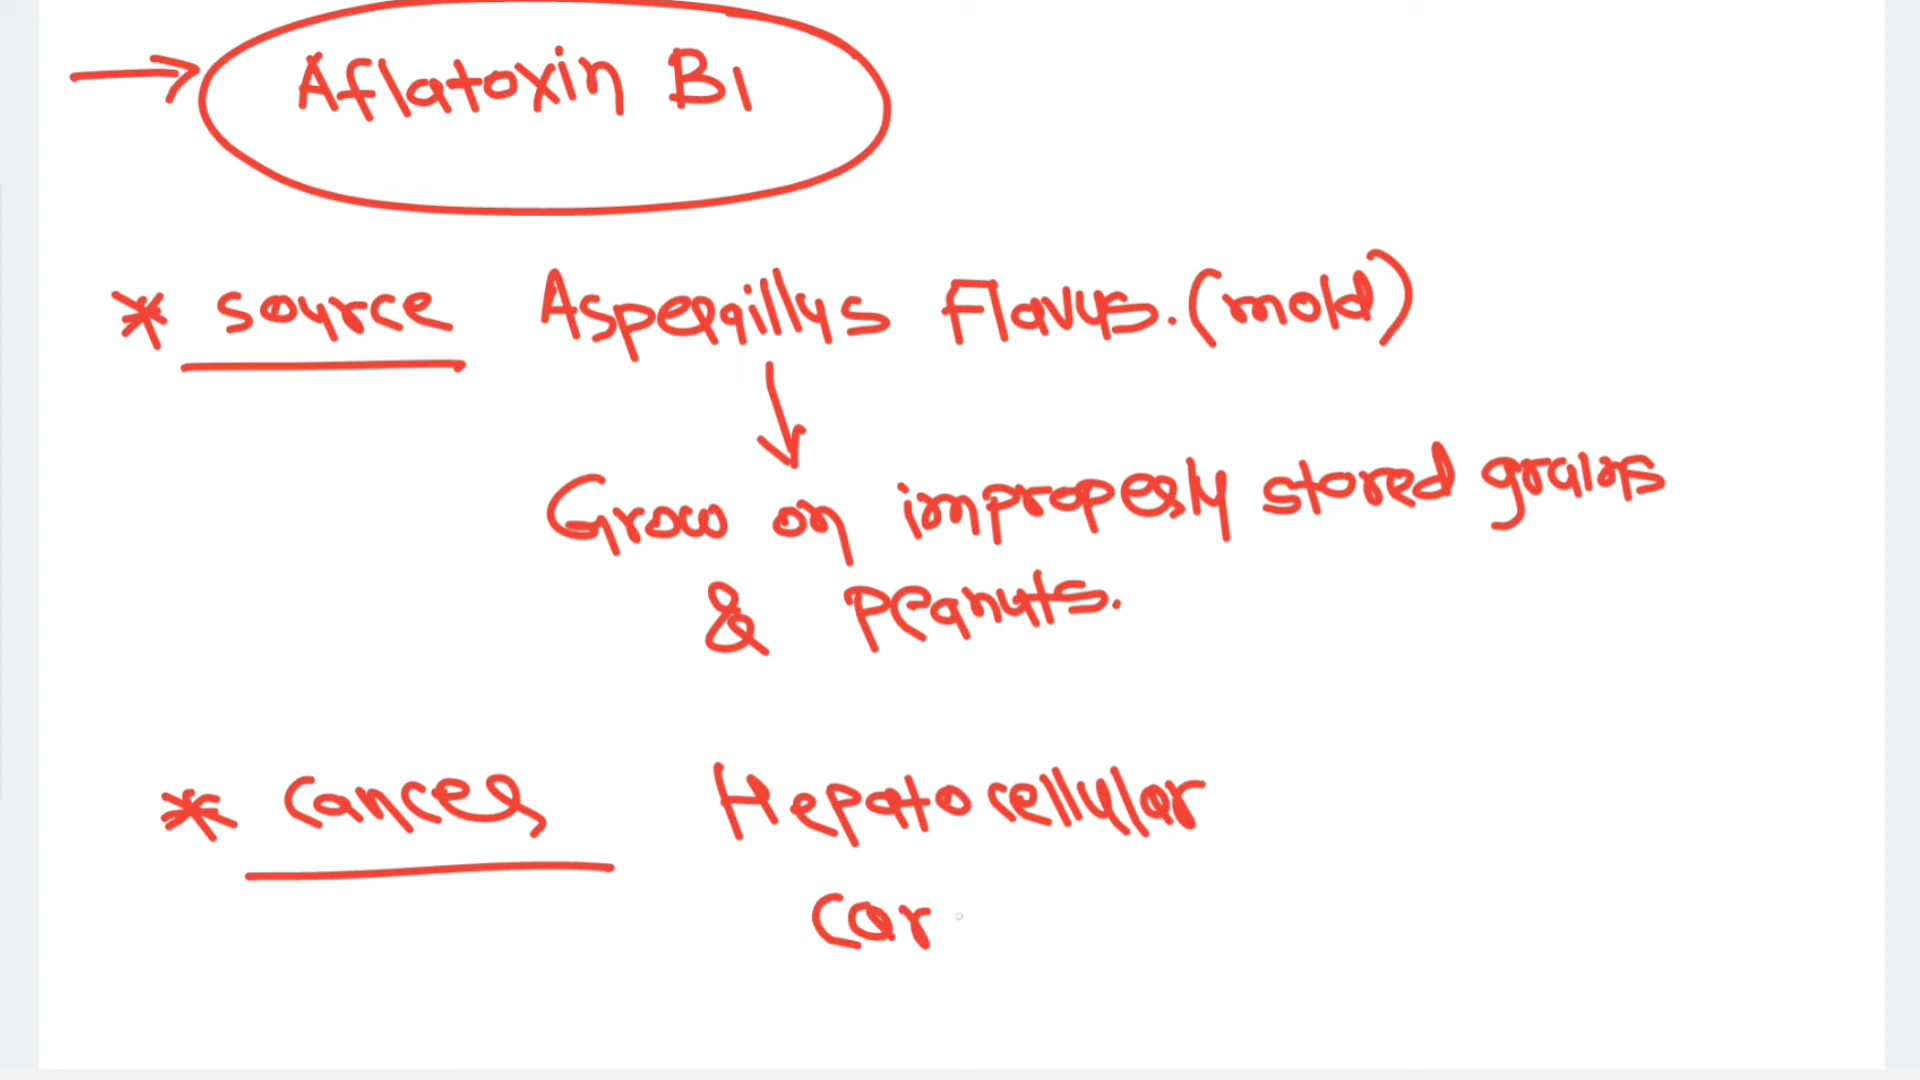 → Aflatoxin B1
* source Aspergillus Flavus. (mold)
↓
Grow on improperly stored grains
& Peanuts.
* Cancer Hepatocellular
Car